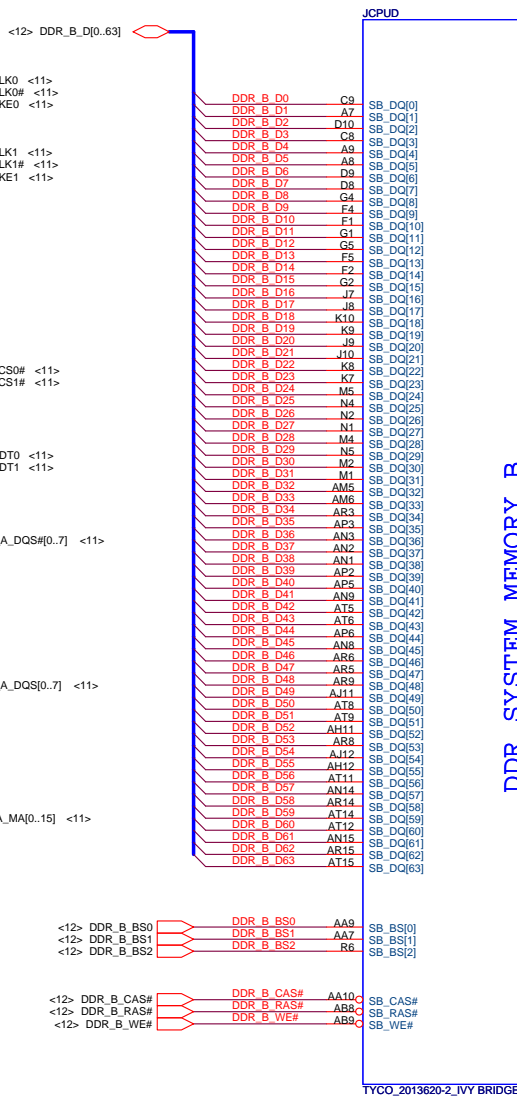 JCPUD
<12> DDR_B_D[0..63]
LK0 <11>
LK0# <11>
KE0 <11>
LK1 <11>
LK1# <11>
KE1 <11>
CS0# <11>
CS1# <11>
DT0 <11>
DT1 <11>
A_DQS#[0..7] <11>
A_DQS[0..7] <11>
A_MA[0..15] <11>
DDR_B_D0 C9 SB_DQ[0]
DDR_B_D1 A7 SB_DQ[1]
DDR_B_D2 D10 SB_DQ[2]
DDR_B_D3 C8 SB_DQ[3]
DDR_B_D4 A9 SB_DQ[4]
DDR_B_D5 A8 SB_DQ[5]
DDR_B_D6 D9 SB_DQ[6]
DDR_B_D7 D8 SB_DQ[7]
DDR_B_D8 G4 SB_DQ[8]
DDR_B_D9 F4 SB_DQ[9]
DDR_B_D10 F1 SB_DQ[10]
DDR_B_D11 G1 SB_DQ[11]
DDR_B_D12 G5 SB_DQ[12]
DDR_B_D13 F5 SB_DQ[13]
DDR_B_D14 F2 SB_DQ[14]
DDR_B_D15 G2 SB_DQ[15]
DDR_B_D16 J7 SB_DQ[16]
DDR_B_D17 J8 SB_DQ[17]
DDR_B_D18 K10 SB_DQ[18]
DDR_B_D19 K9 SB_DQ[19]
DDR_B_D20 J9 SB_DQ[20]
DDR_B_D21 J10 SB_DQ[21]
DDR_B_D22 K8 SB_DQ[22]
DDR_B_D23 K7 SB_DQ[23]
DDR_B_D24 M5 SB_DQ[24]
DDR_B_D25 N4 SB_DQ[25]
DDR_B_D26 N2 SB_DQ[26]
DDR_B_D27 N1 SB_DQ[27]
DDR_B_D28 M4 SB_DQ[28]
DDR_B_D29 N5 SB_DQ[29]
DDR_B_D30 M2 SB_DQ[30]
DDR_B_D31 M1 SB_DQ[31]
DDR_B_D32 AM5 SB_DQ[32]
DDR_B_D33 AM6 SB_DQ[33]
DDR_B_D34 AR3 SB_DQ[34]
DDR_B_D35 AP3 SB_DQ[35]
DDR_B_D36 AN3 SB_DQ[36]
DDR_B_D37 AN2 SB_DQ[37]
DDR_B_D38 AN1 SB_DQ[38]
DDR_B_D39 AP2 SB_DQ[39]
DDR_B_D40 AP5 SB_DQ[40]
DDR_B_D41 AN9 SB_DQ[41]
DDR_B_D42 AT5 SB_DQ[42]
DDR_B_D43 AT6 SB_DQ[43]
DDR_B_D44 AP6 SB_DQ[44]
DDR_B_D45 AN8 SB_DQ[45]
DDR_B_D46 AR6 SB_DQ[46]
DDR_B_D47 AR5 SB_DQ[47]
DDR_B_D48 AR9 SB_DQ[48]
DDR_B_D49 AJ11 SB_DQ[49]
DDR_B_D50 AT8 SB_DQ[50]
DDR_B_D51 AT9 SB_DQ[51]
DDR_B_D52 AH11 SB_DQ[52]
DDR_B_D53 AR8 SB_DQ[53]
DDR_B_D54 AJ12 SB_DQ[54]
DDR_B_D55 AH12 SB_DQ[55]
DDR_B_D56 AT11 SB_DQ[56]
DDR_B_D57 AN14 SB_DQ[57]
DDR_B_D58 AR14 SB_DQ[58]
DDR_B_D59 AT14 SB_DQ[59]
DDR_B_D60 AT12 SB_DQ[60]
DDR_B_D61 AN15 SB_DQ[61]
DDR_B_D62 AR15 SB_DQ[62]
DDR_B_D63 AT15 SB_DQ[63]
DDR SYSTEM MEMORY B
<12> DDR_B_BS0 DDR_B_BS0 AA9 SB_BS[0]
<12> DDR_B_BS1 DDR_B_BS1 AA7 SB_BS[1]
<12> DDR_B_BS2 DDR_B_BS2 R6 SB_BS[2]
<12> DDR_B_CAS# DDR_B_CAS# AA10 SB_CAS#
<12> DDR_B_RAS# DDR_B_RAS# AB8 SB_RAS#
<12> DDR_B_WE# DDR_B_WE# AB9 SB_WE#
TYCO_2013620-2_IVY BRIDGE